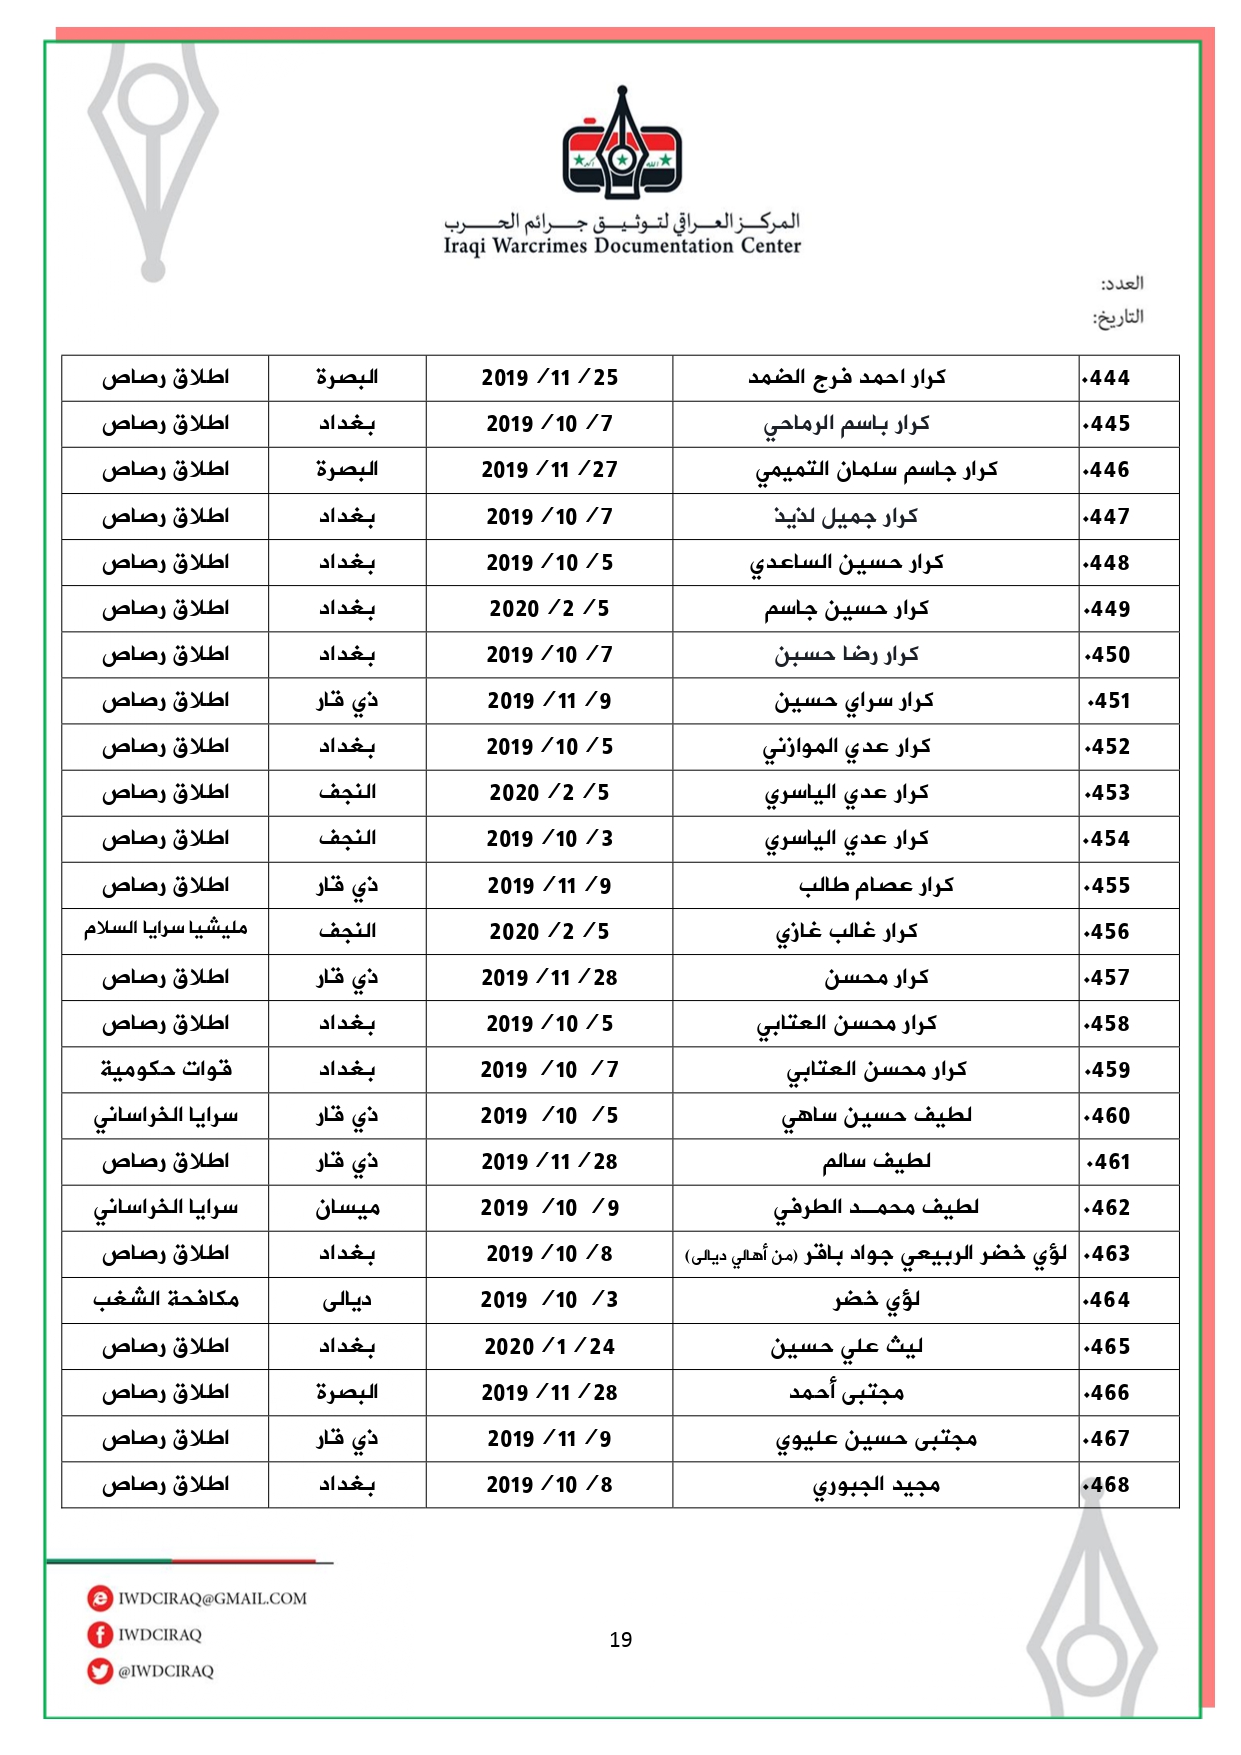 المركز العراقي لتوثيق جرائم الحرب
Iraqi Warcrimes Documentation Center
العدد:
التاريخ:
444. كرار احمد فرج الضمد 25 / 11/ 2019 البصرة اطلاق رصاص
445. كرار باسم الرماحي 7 / 10/ 2019 بغداد اطلاق رصاص
446. كرار جاسم سلمان التميمي 27 / 11/ 2019 البصرة اطلاق رصاص
447. كرار جميل لذيذ 7 / 10/ 2019 بغداد اطلاق رصاص
448. كرار حسين الساعدي 5 / 10/ 2019 بغداد اطلاق رصاص
449. كرار حسين جاسم 5 / 2/ 2020 بغداد اطلاق رصاص
450. كرار رضا حسبن 7 / 10/ 2019 بغداد اطلاق رصاص
451. كرار سراي حسين 9 / 11/ 2019 ذي قار اطلاق رصاص
452. كرار عدي الموازني 5 / 10/ 2019 بغداد اطلاق رصاص
453. كرار عدي الياسري 5 / 2/ 2020 النجف اطلاق رصاص
454. كرار عدي الياسري 3 / 10/ 2019 النجف اطلاق رصاص
455. كرار عصام طالب 9 / 11/ 2019 ذي قار اطلاق رصاص
456. كرار غالب غازي 5 / 2/ 2020 النجف مليشيا سرايا السلام
457. كرار محسن 28 / 11/ 2019 ذي قار اطلاق رصاص
458. كرار محسن العتابي 5 / 10/ 2019 بغداد اطلاق رصاص
459. كرار محسن العتابي 7 / 10/ 2019 بغداد قوات حكومية
460. لطيف حسين ساهي 5 / 10/ 2019 ذي قار سرايا الخراساني
461. لطيف سالم 28 / 11/ 2019 ذي قار اطلاق رصاص
462. لطيف محمــد الطرفي 9 / 10/ 2019 ميسان سرايا الخراساني
463. لؤي خضر الربيعي جواد باقر (من أهالي ديالى) 8 / 10/ 2019 بغداد اطلاق رصاص
464. لؤي خضر 3 / 10/ 2019 ديالى مكافحة الشغب
465. ليث علي حسين 24 / 1/ 2020 بغداد اطلاق رصاص
466. مجتبى أحمد 28 / 11/ 2019 البصرة اطلاق رصاص
467. مجتبى حسين عليوي 9 / 11/ 2019 ذي قار اطلاق رصاص
468. مجيد الجبوري 8 / 10/ 2019 بغداد اطلاق رصاص
IWDCIRAQ@GMAIL.COM
IWDCIRAQ
@IWDCIRAQ
19